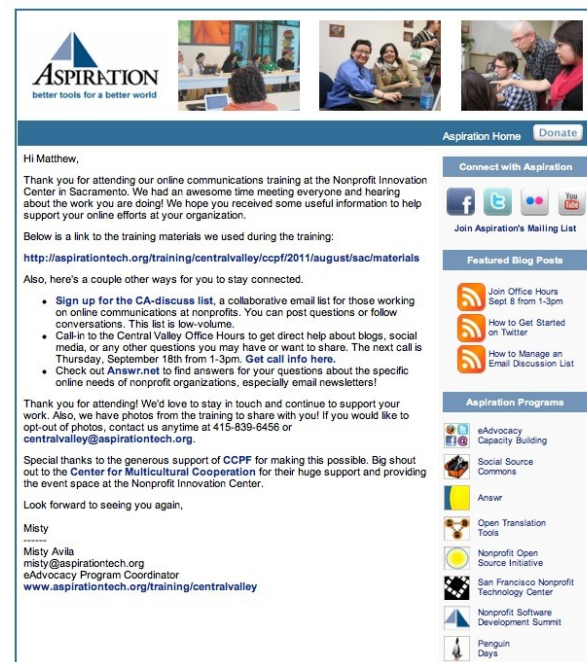 ASPIRATION
better tools for a better world
Aspiration Home Donate
Hi Matthew,
Thank you for attending our online communications training at the Nonprofit Innovation
Center in Sacramento. We had an awesome time meeting everyone and hearing
about the work you are doing! We hope you received some useful information to help
support your online efforts at your organization.
Below is a link to the training materials we used during the training:
http://aspirationtech.org/training/centralvalley/ccpf/2011/august/sac/materials
Also, here's a couple other ways for you to stay connected.
• Sign up for the CA-discuss list, a collaborative email list for those working
on online communications at nonprofits. You can post questions or follow
conversations. This list is low-volume.
• Call-in to the Central Valley Office Hours to get direct help about blogs, social
media, or any other questions you may have or want to share. The next call is
Thursday, September 18th from 1-3pm. Get call info here.
• Check out Answr.net to find answers for your questions about the specific
online needs of nonprofit organizations, especially email newsletters!
Thank you for attending! We'd love to stay in touch and continue to support your
work. Also, we have photos from the training to share with you! If you would like to
opt-out of photos, contact us anytime at 415-839-6456 or
centralvalley@aspirationtech.org.
Special thanks to the generous support of CCPF for making this possible. Big shout
out to the Center for Multicultural Cooperation for their huge support and providing
the event space at the Nonprofit Innovation Center.
Look forward to seeing you again,
Misty
------
Misty Avila
misty@aspirationtech.org
eAdvocacy Program Coordinator
www.aspirationtech.org/training/centralvalley
Connect with Aspiration
You
Tube
Join Aspiration's Mailing List
Featured Blog Posts
Join Office Hours
Sept 8 from 1-3pm
How to Get Started
on Twitter
How to Manage an
Email Discussion List
Aspiration Programs
eAdvocacy
Capacity Building
Social Source
Commons
Answr
Open Translation
Tools
Nonprofit Open
Source Initiative
San Francisco Nonprofit
Technology Center
Nonprofit Software
Development Summit
Penguin
Days